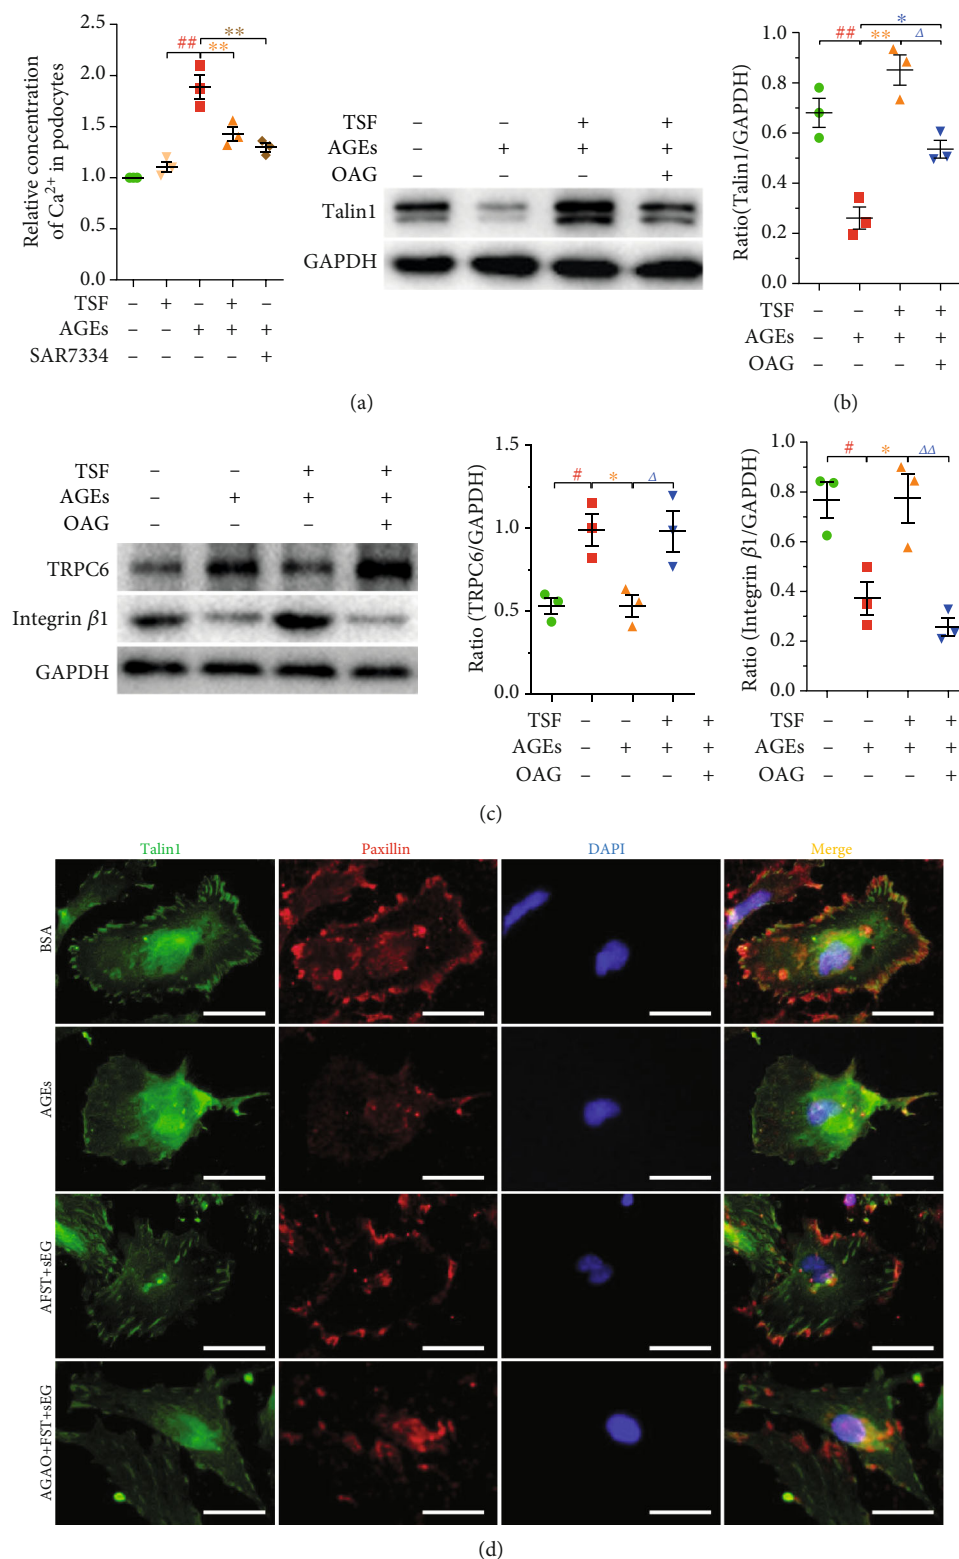 2.5
2.0
1.5
1.0
0.5
0.0
Relative concentration
of Ca²⁺ in podocytes
## ** **
TSF – + – + –
AGEs – – + + +
SAR7334 – – – – +
(a)
TSF – – + +
AGEs – + + +
OAG – – – +
Talin1
GAPDH
1.0
0.8
0.6
0.4
0.2
0.0
Ratio(Talin1/GAPDH)
*
## ** Δ
TSF – – + +
AGEs – + + +
OAG – – – +
(b)
TSF – – + +
AGEs – + + +
OAG – – – +
TRPC6
Integrin β1
GAPDH
1.5
1.0
0.5
0.0
Ratio (TRPC6/GAPDH)
# * Δ
TSF – – + +
AGEs – + + +
OAG – – – +
1.0
0.8
0.6
0.4
0.2
0.0
Ratio (Integrin β1/GAPDH)
# * ΔΔ
TSF – – + +
AGEs – + + +
OAG – – – +
(c)
Talin1 Paxillin DAPI Merge
BSA
AGEs
AFST+sEG
AGAO+FST+sEG
(d)